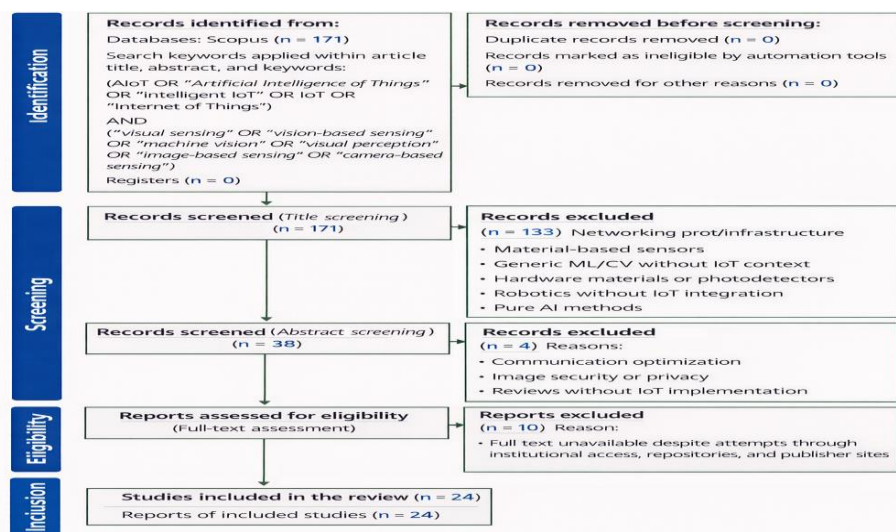 Identification
Records identified from:
Databases: Scopus (n = 171)
Search keywords applied within article
title, abstract, and keywords:
(AIoT OR “Artificial Intelligence of Things”
OR “intelligent IoT” OR IoT OR
“Internet of Things”)
AND
(“visual sensing” OR “vision-based sensing”
OR “machine vision” OR “visual perception”
OR “image-based sensing” OR “camera-based
sensing”)
Registers (n = 0)
Records removed before screening:
Duplicate records removed (n = 0)
Records marked as ineligible by automation tools
(n = 0)
Records removed for other reasons (n = 0)
Screening
Records screened (Title screening)
(n = 171)
Records excluded
(n = 133) Networking prot/infrastructure
• Material-based sensors
• Generic ML/CV without IoT context
• Hardware materials or photodetectors
• Robotics without IoT integration
• Pure AI methods
Records screened (Abstract screening)
(n = 38)
Records excluded
(n = 4) Reasons:
• Communication optimization
• Image security or privacy
• Reviews without IoT implementation
Eligibility
Reports assessed for eligibility
(Full-text assessment)
Reports excluded
(n = 10) Reason:
• Full text unavailable despite attempts through
institutional access, repositories, and publisher sites
Inclusion
Studies included in the review (n = 24)
Reports of included studies (n = 24)